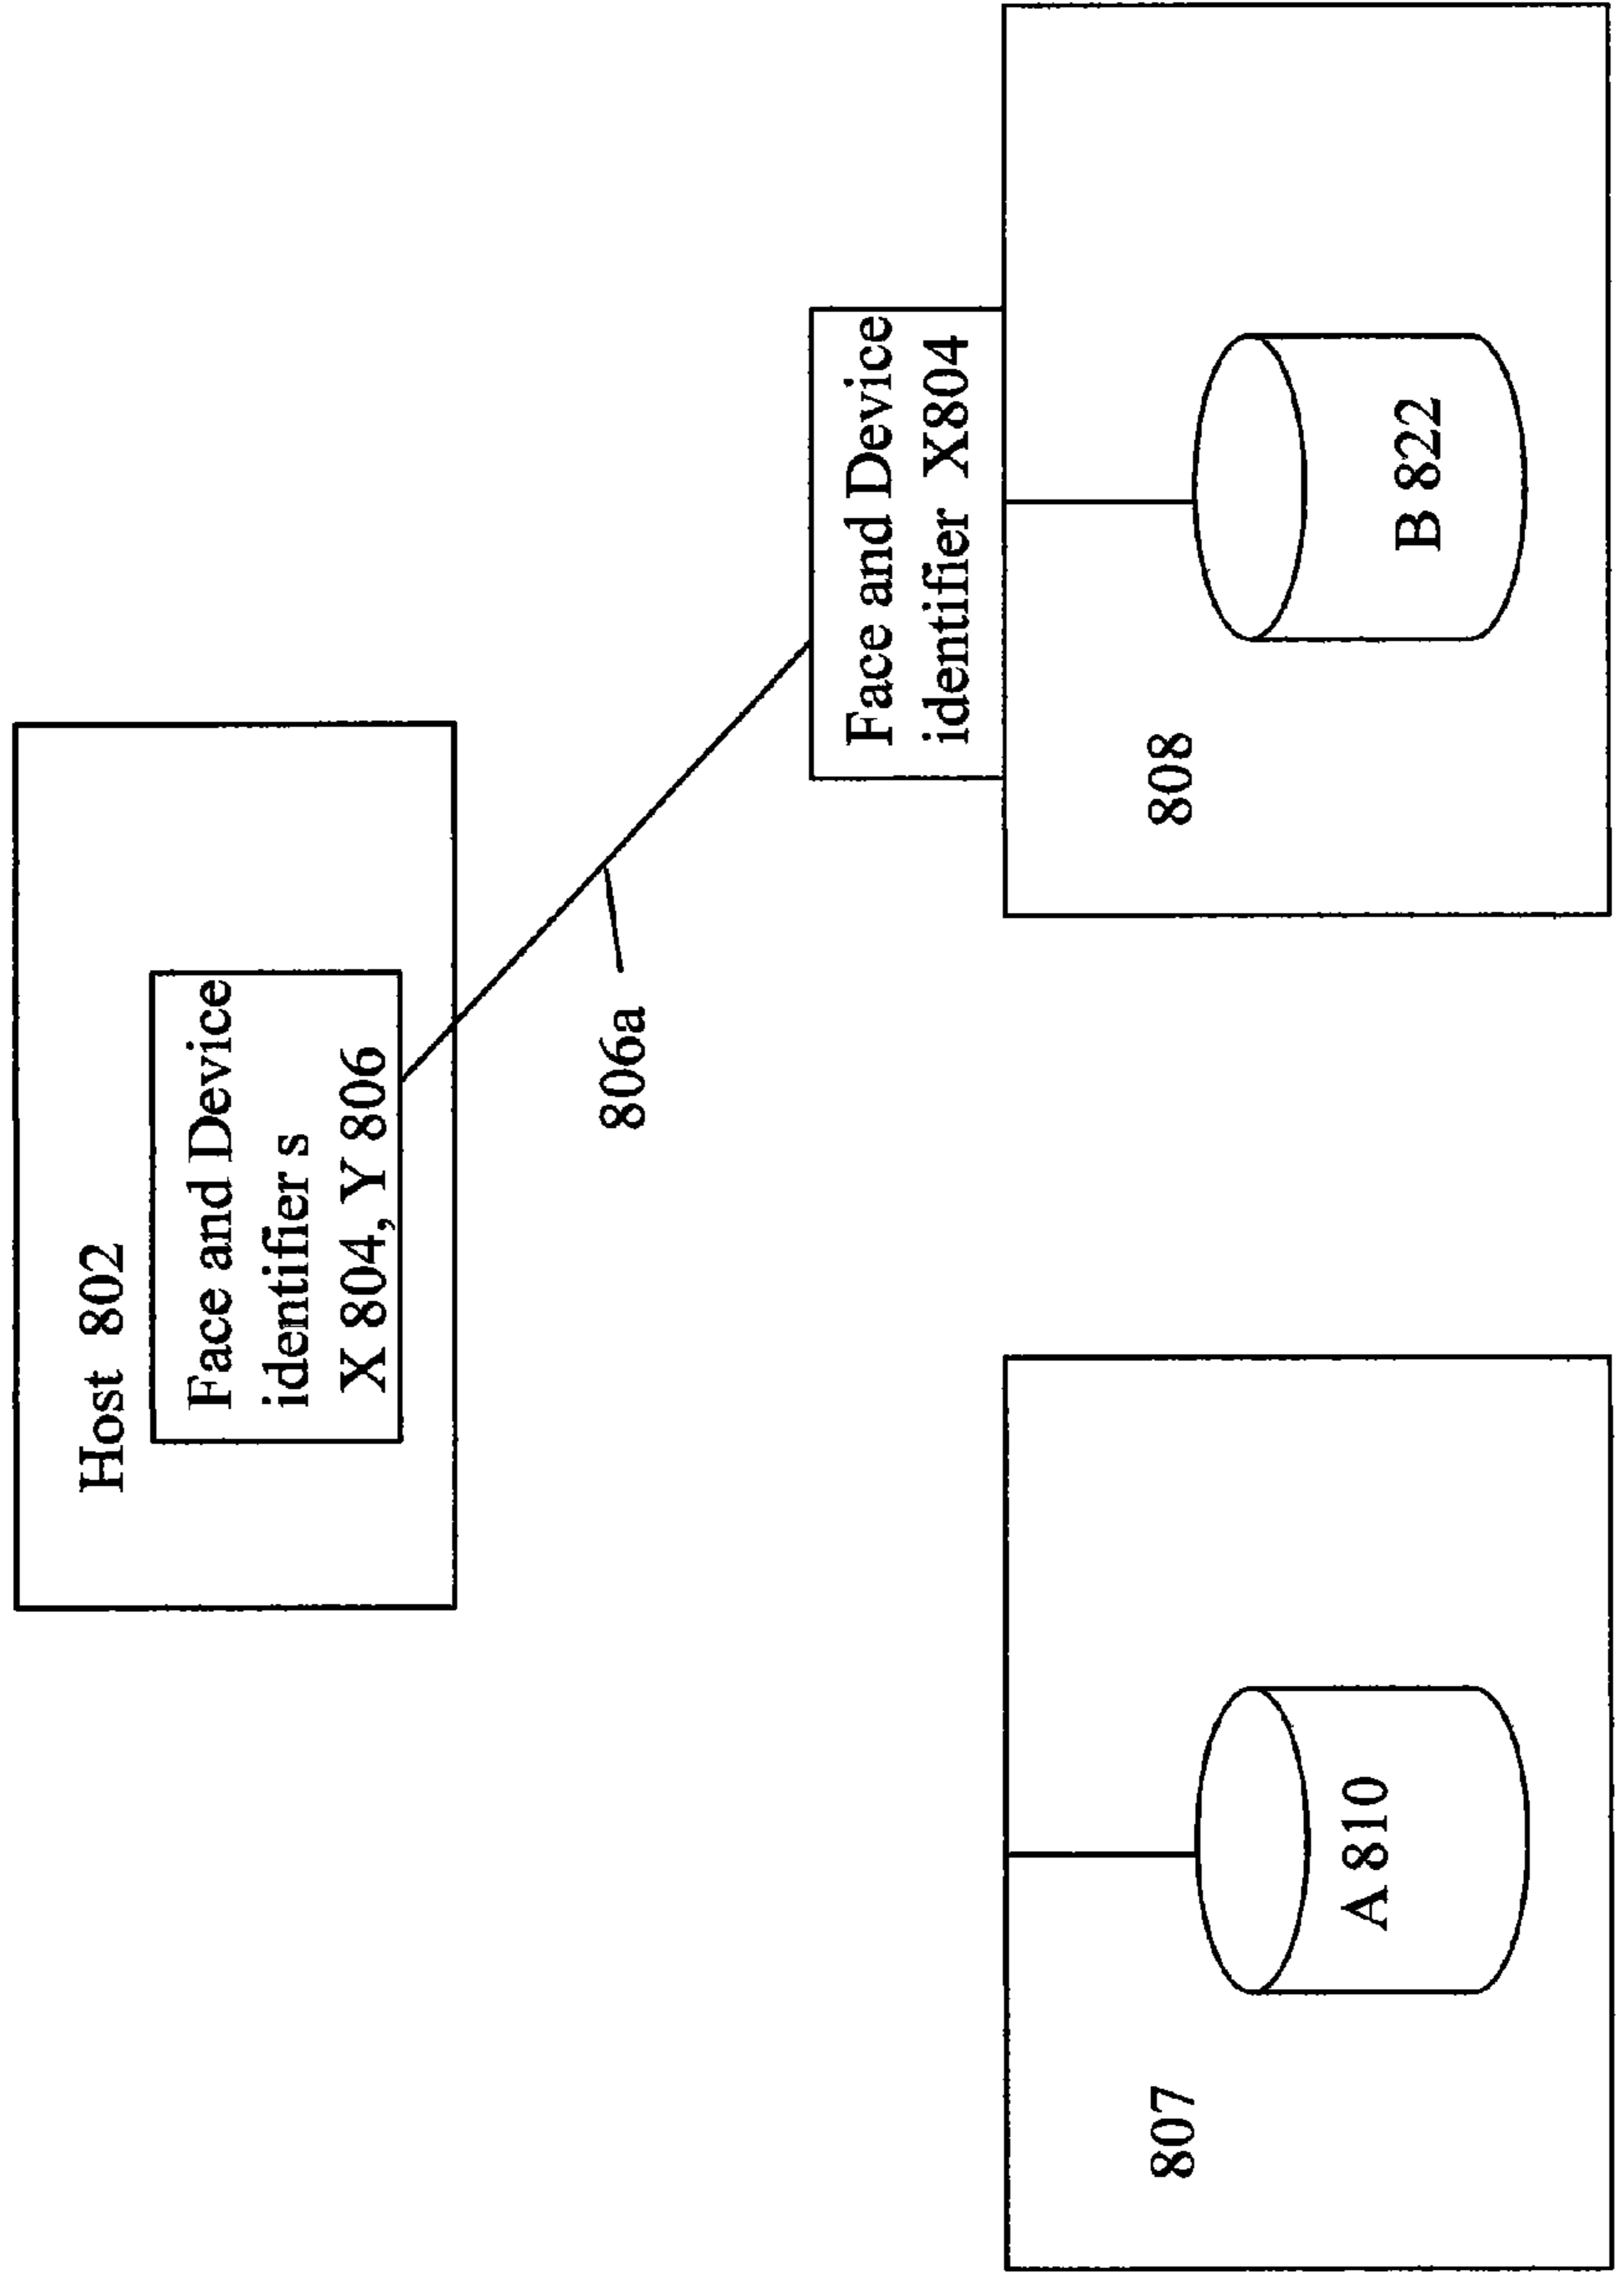 Host 802
Face and Device
identifier s
X 804, Y 806
806a
Face and Device
identifier X804
807
A 810
808
B 822